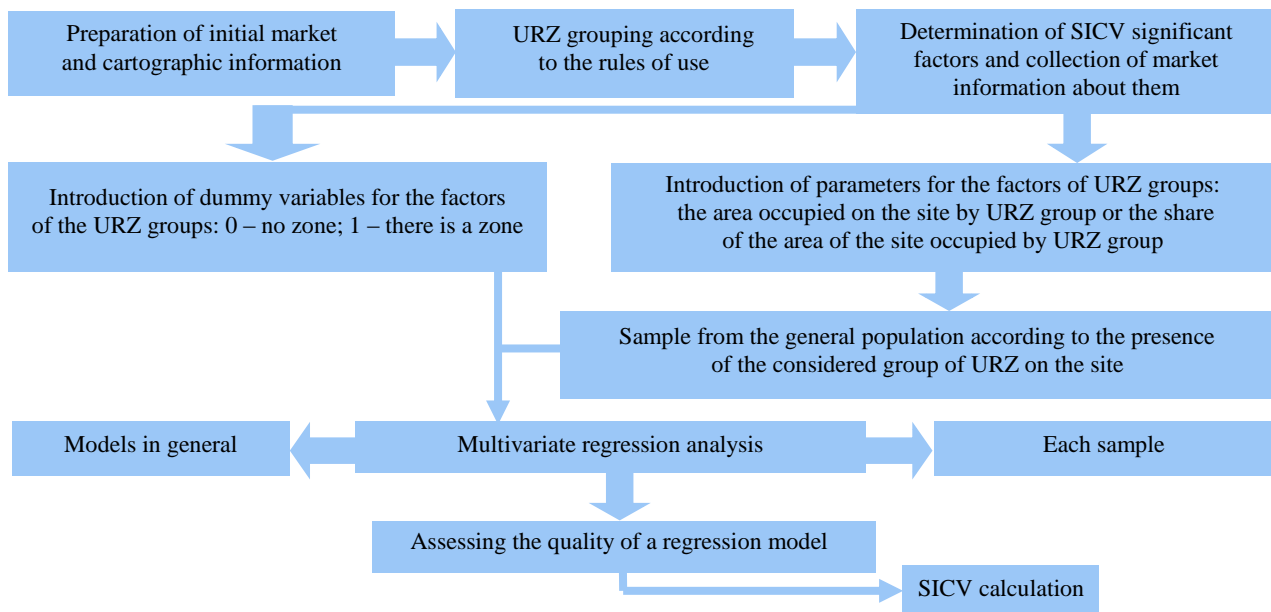 Preparation of initial market
and cartographic information
URZ grouping according
to the rules of use
Determination of SICV significant
factors and collection of market
information about them
Introduction of dummy variables for the factors
of the URZ groups: 0 – no zone; 1 – there is a zone
Introduction of parameters for the factors of URZ groups:
the area occupied on the site by URZ group or the share
of the area of the site occupied by URZ group
Sample from the general population according to the presence
of the considered group of URZ on the site
Models in general
Multivariate regression analysis
Each sample
Assessing the quality of a regression model
SICV calculation